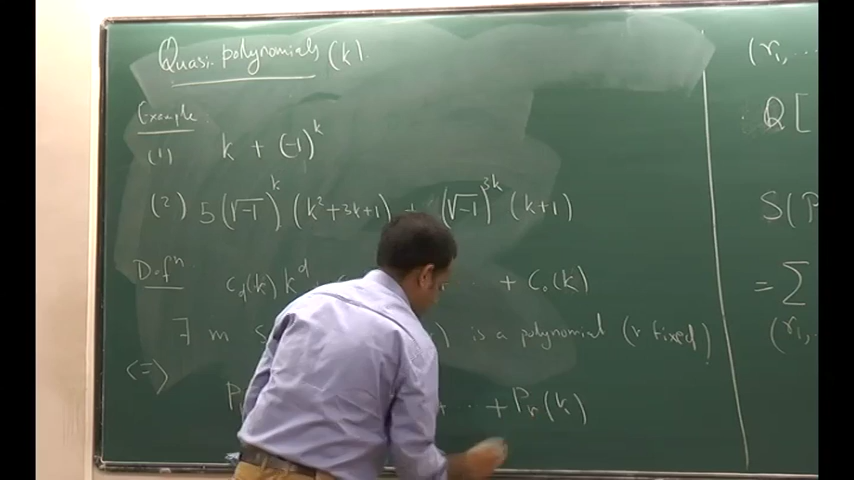 Quasi-polynomials (k).
Example
(1) k + (-1)^k
(2) 5(√-1)^k (k²+3k+1) + (√-1)^{3k} (k+1)
Defⁿ C_d(k) k^d ... + C_0(k)
∃ m s ) is a polynomial (r fixed)
<=>
P + ... + P_r(k)
(r_1, ...
Q[
S(P
= Σ
(r_1, ..